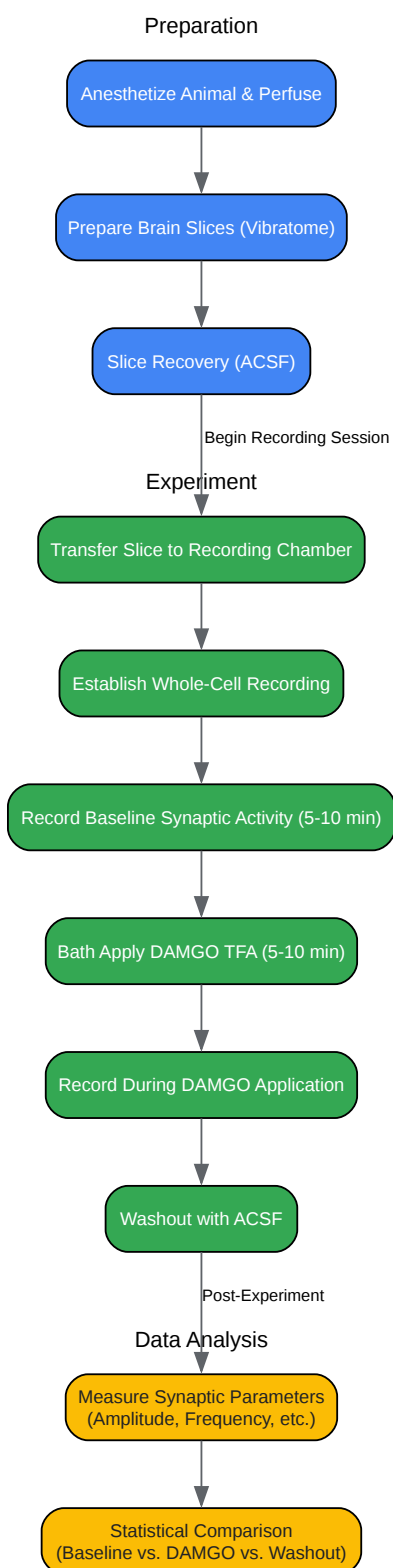 Preparation
Anesthetize Animal & Perfuse
Prepare Brain Slices (Vibratome)
Slice Recovery (ACSF)
Begin Recording Session
Experiment
Transfer Slice to Recording Chamber
Establish Whole-Cell Recording
Record Baseline Synaptic Activity (5-10 min)
Bath Apply DAMGO TFA (5-10 min)
Record During DAMGO Application
Washout with ACSF
Post-Experiment
Data Analysis
Measure Synaptic Parameters
(Amplitude, Frequency, etc.)
Statistical Comparison
(Baseline vs. DAMGO vs. Washout)